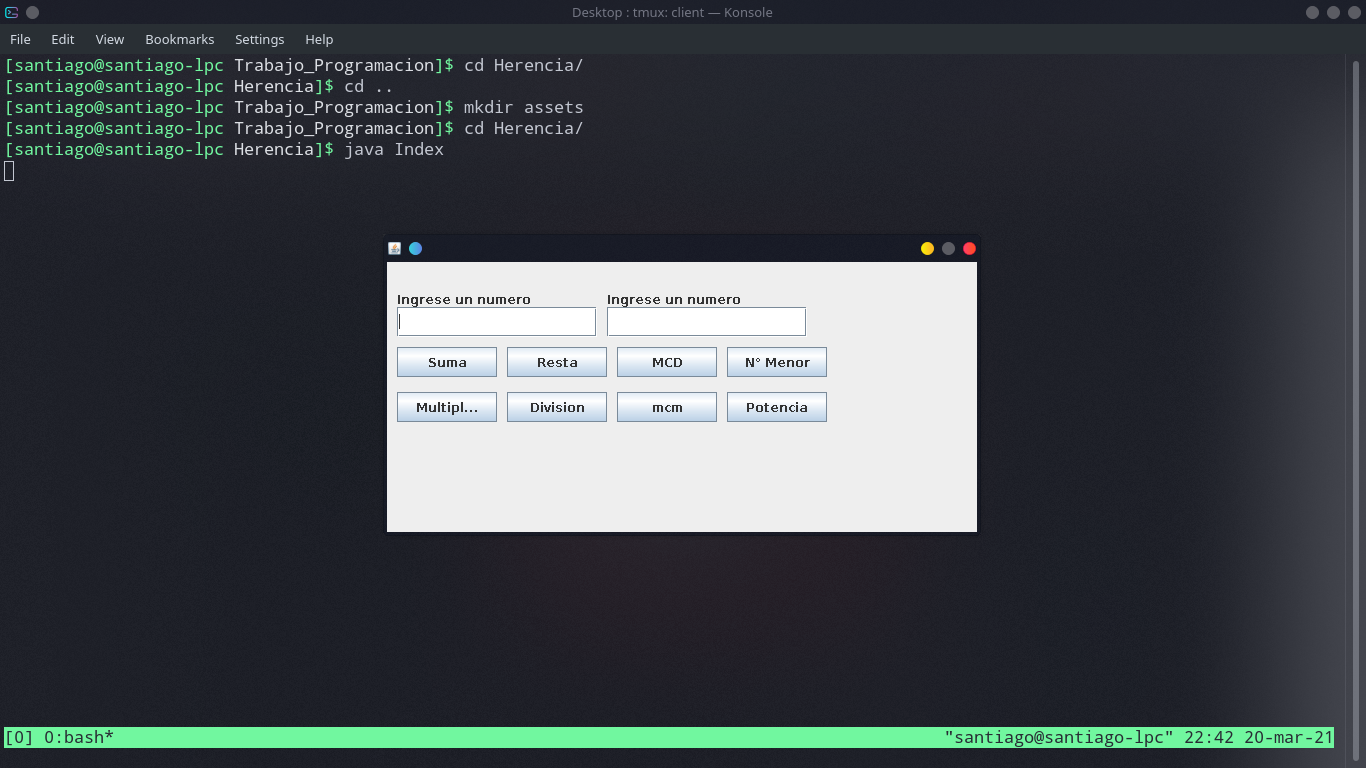 Desktop : tmux: client — Konsole
File Edit View Bookmarks Settings Help
[santiago@santiago-lpc Trabajo_Programacion]$ cd Herencia/
[santiago@santiago-lpc Herencia]$ cd ..
[santiago@santiago-lpc Trabajo_Programacion]$ mkdir assets
[santiago@santiago-lpc Trabajo_Programacion]$ cd Herencia/
[santiago@santiago-lpc Herencia]$ java Index
Ingrese un numero Ingrese un numero
Suma Resta MCD N° Menor
Multipl... Division mcm Potencia
[0] 0:bash* "santiago@santiago-lpc" 22:42 20-mar-21